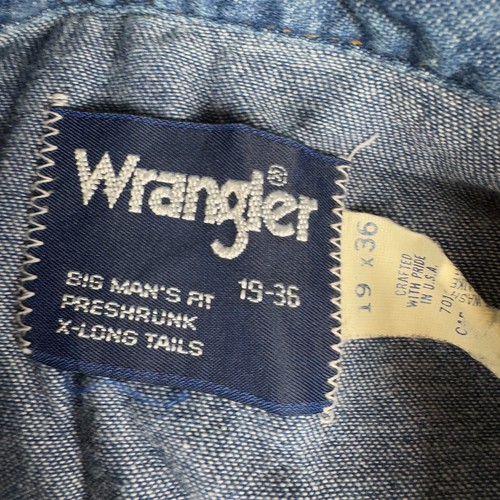 Wrangler®
BIG MAN'S FIT 19-36
PRESHRUNK
X-LONG TAILS
19 x 36
CRAFTED
WITH PRIDE
IN U.S.A.